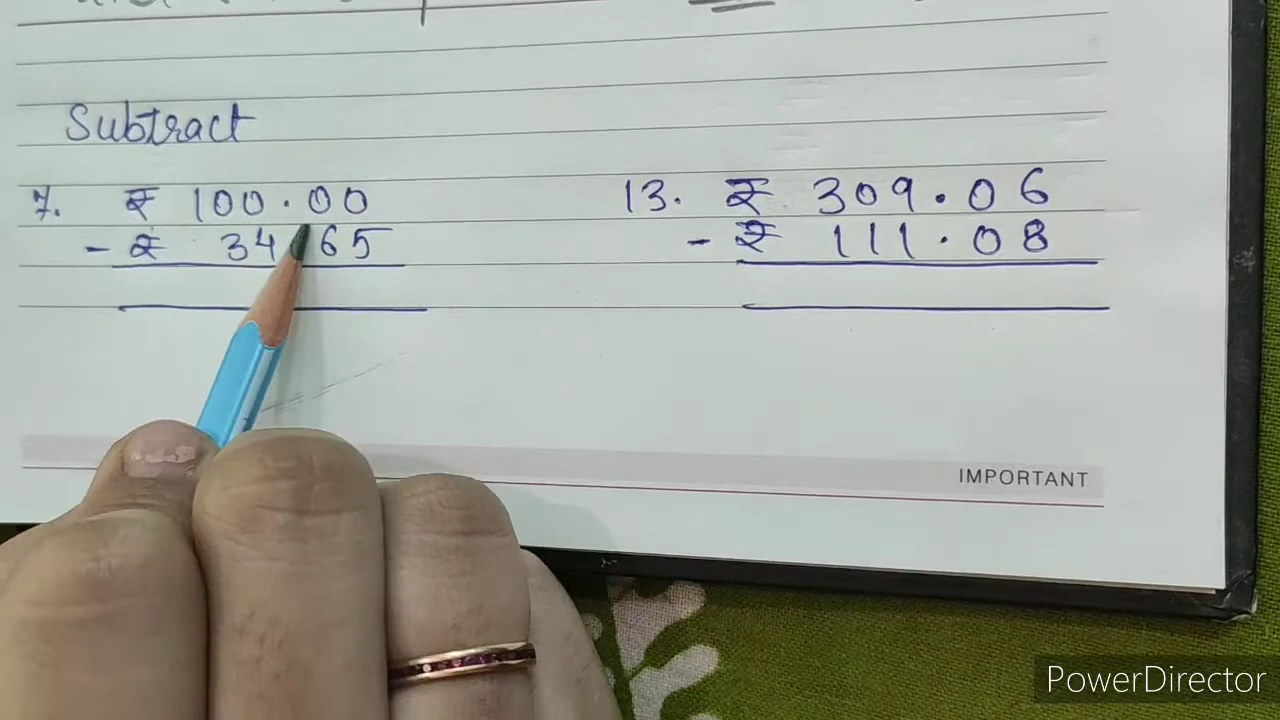 Subtract
7. ₹ 100.00
- ₹ 34 65
13. ₹ 309.06
- ₹ 111.08
IMPORTANT
PowerDirector